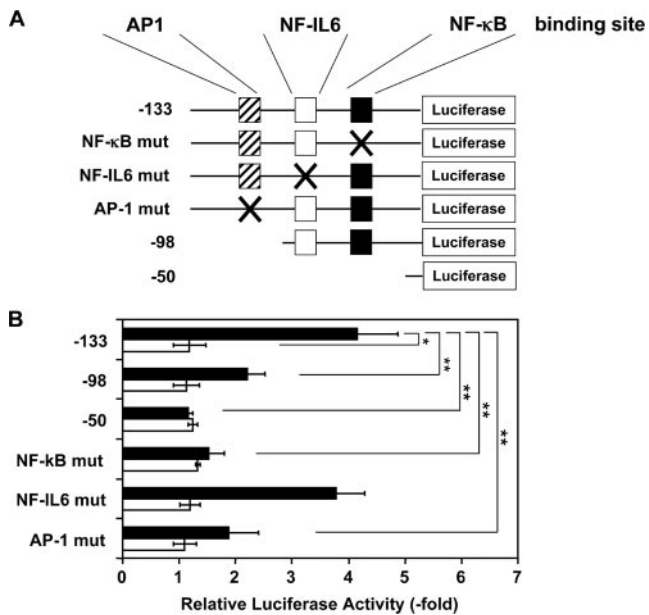 A
AP1 NF-IL6 NF-κB binding site
-133 Luciferase
NF-κB mut Luciferase
NF-IL6 mut Luciferase
AP-1 mut Luciferase
-98 Luciferase
-50 Luciferase
B
-133
*
-98
**
-50
**
NF-kB mut
**
NF-IL6 mut
**
AP-1 mut
0 1 2 3 4 5 6 7
Relative Luciferase Activity (-fold)